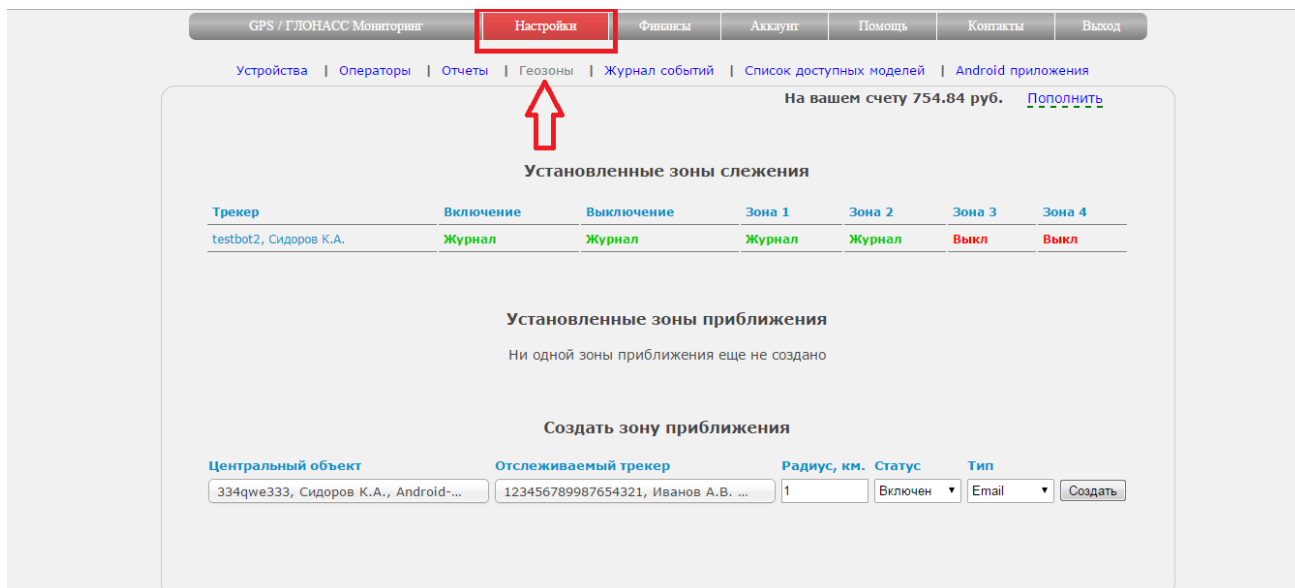 GPS / ГЛОНАСС Мониторинг Настройки Финансы Аккаунт Помощь Контакты Выход
Устройства | Операторы | Отчеты | Геозоны | Журнал событий | Список доступных моделей | Android приложения
На вашем счету 754.84 руб. Пополнить
Установленные зоны слежения
Трекер Включение Выключение Зона 1 Зона 2 Зона 3 Зона 4
testbot2, Сидоров К.А. Журнал Журнал Журнал Журнал Выкл Выкл
Установленные зоны приближения
Ни одной зоны приближения еще не создано
Создать зону приближения
Центральный объект Отслеживаемый трекер Радиус, км. Статус Тип
334qwe333, Сидоров К.А., Android-... 123456789987654321, Иванов А.В. ... 1 Включен Email Создать